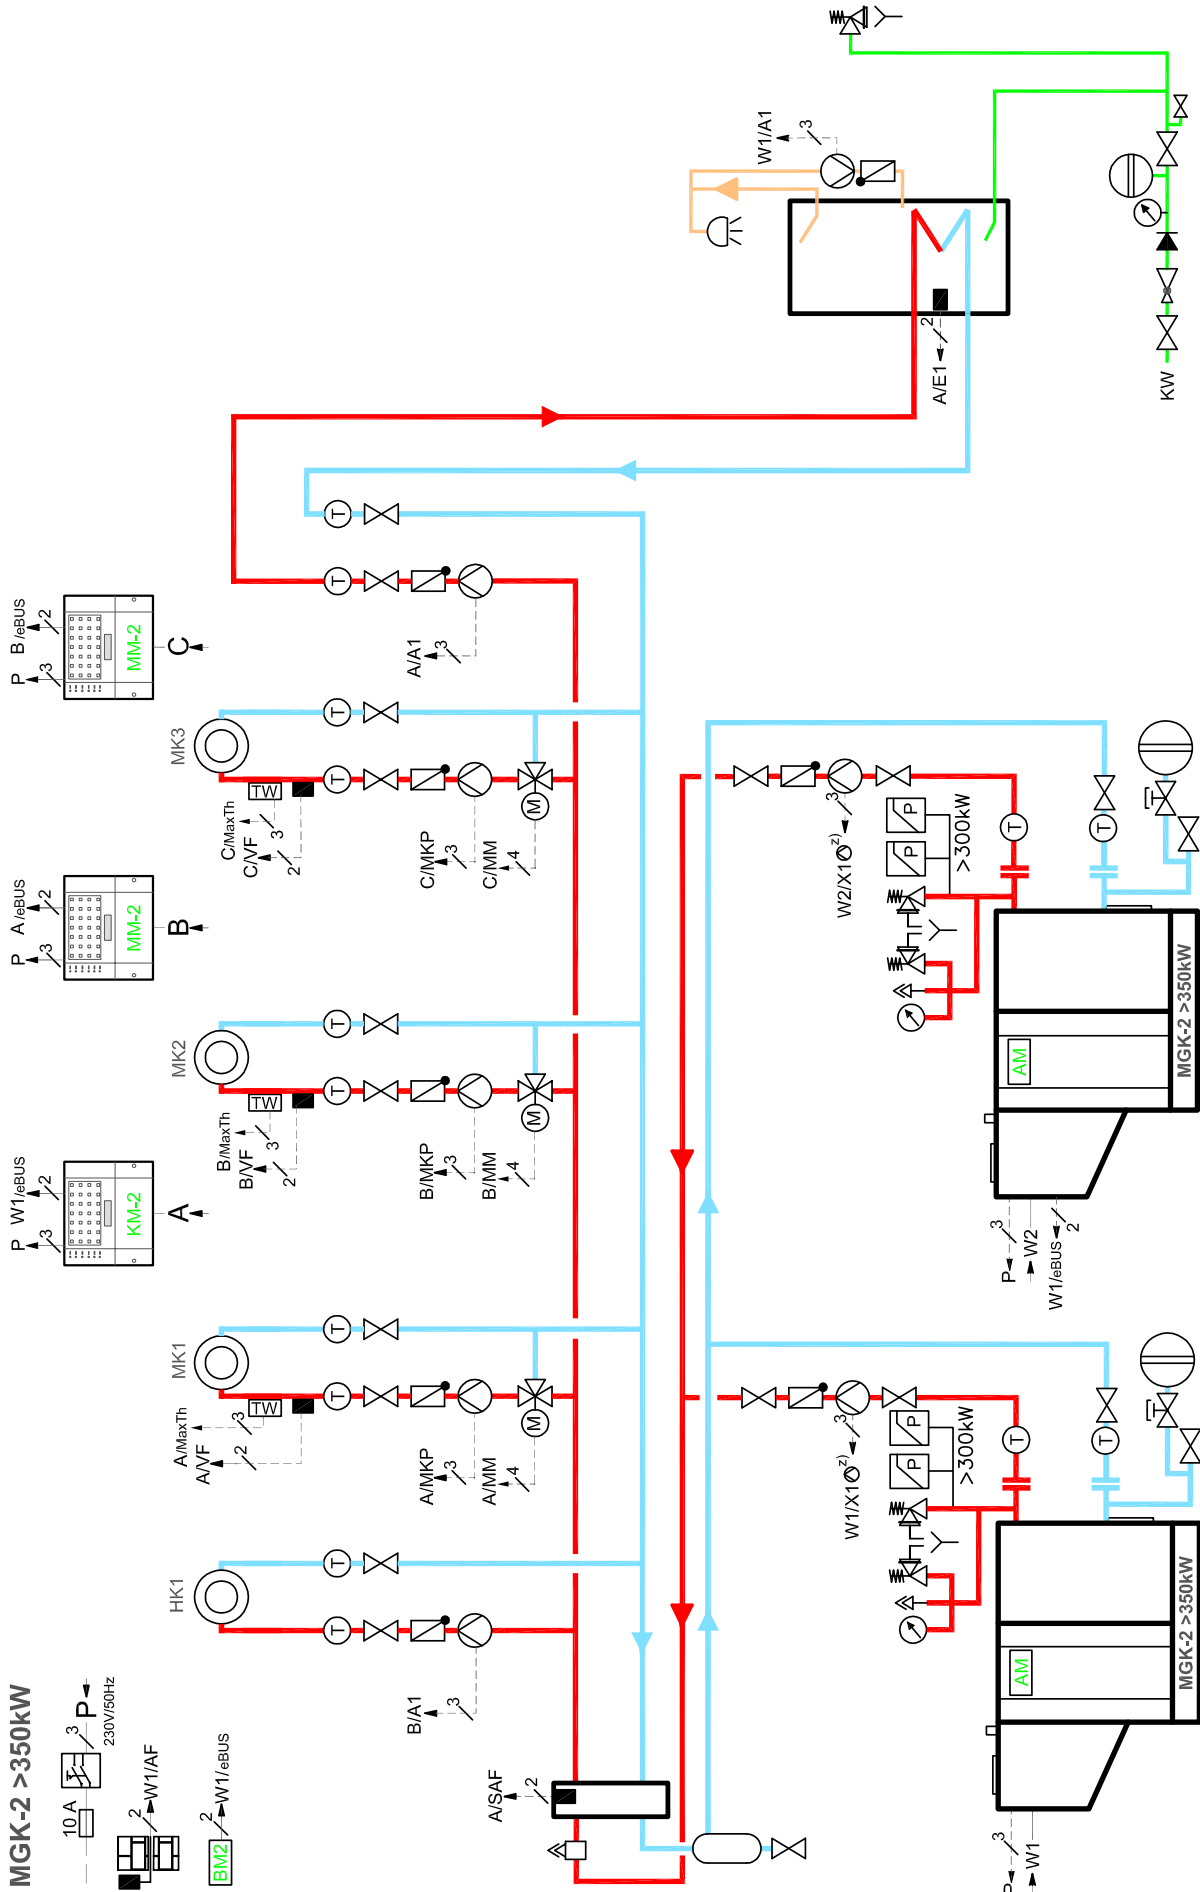 MGK-2 >350kW
10 A
3
P
230V/50Hz
2
W1/AF
BM2
2
W1/eBUS
P
W1/eBUS
3
2
KM-2
A
P
A/eBUS
3
2
MM-2
B
P
B/eBUS
3
2
MM-2
C
HK1
T
T
B/A1
3
MK1
A/MaxTh
3
TW
A/VF
2
T
T
A/MKP
3
A/MM
4
M
MK2
B/MaxTh
3
TW
B/VF
2
T
T
B/MKP
3
B/MM
4
M
MK3
C/MaxTh
3
TW
C/VF
2
T
T
C/MKP
3
C/MM
4
M
T
T
A/A1
3
W1/A1
3
A/E1
2
KW
A/SAF
2
W1/X1 z)
3
P
P
>300kW
T
T
AM
MGK-2 >350kW
P
3
W1
W2/X1 z)
3
P
P
>300kW
T
T
AM
MGK-2 >350kW
P
3
W2
W1/eBUS
2